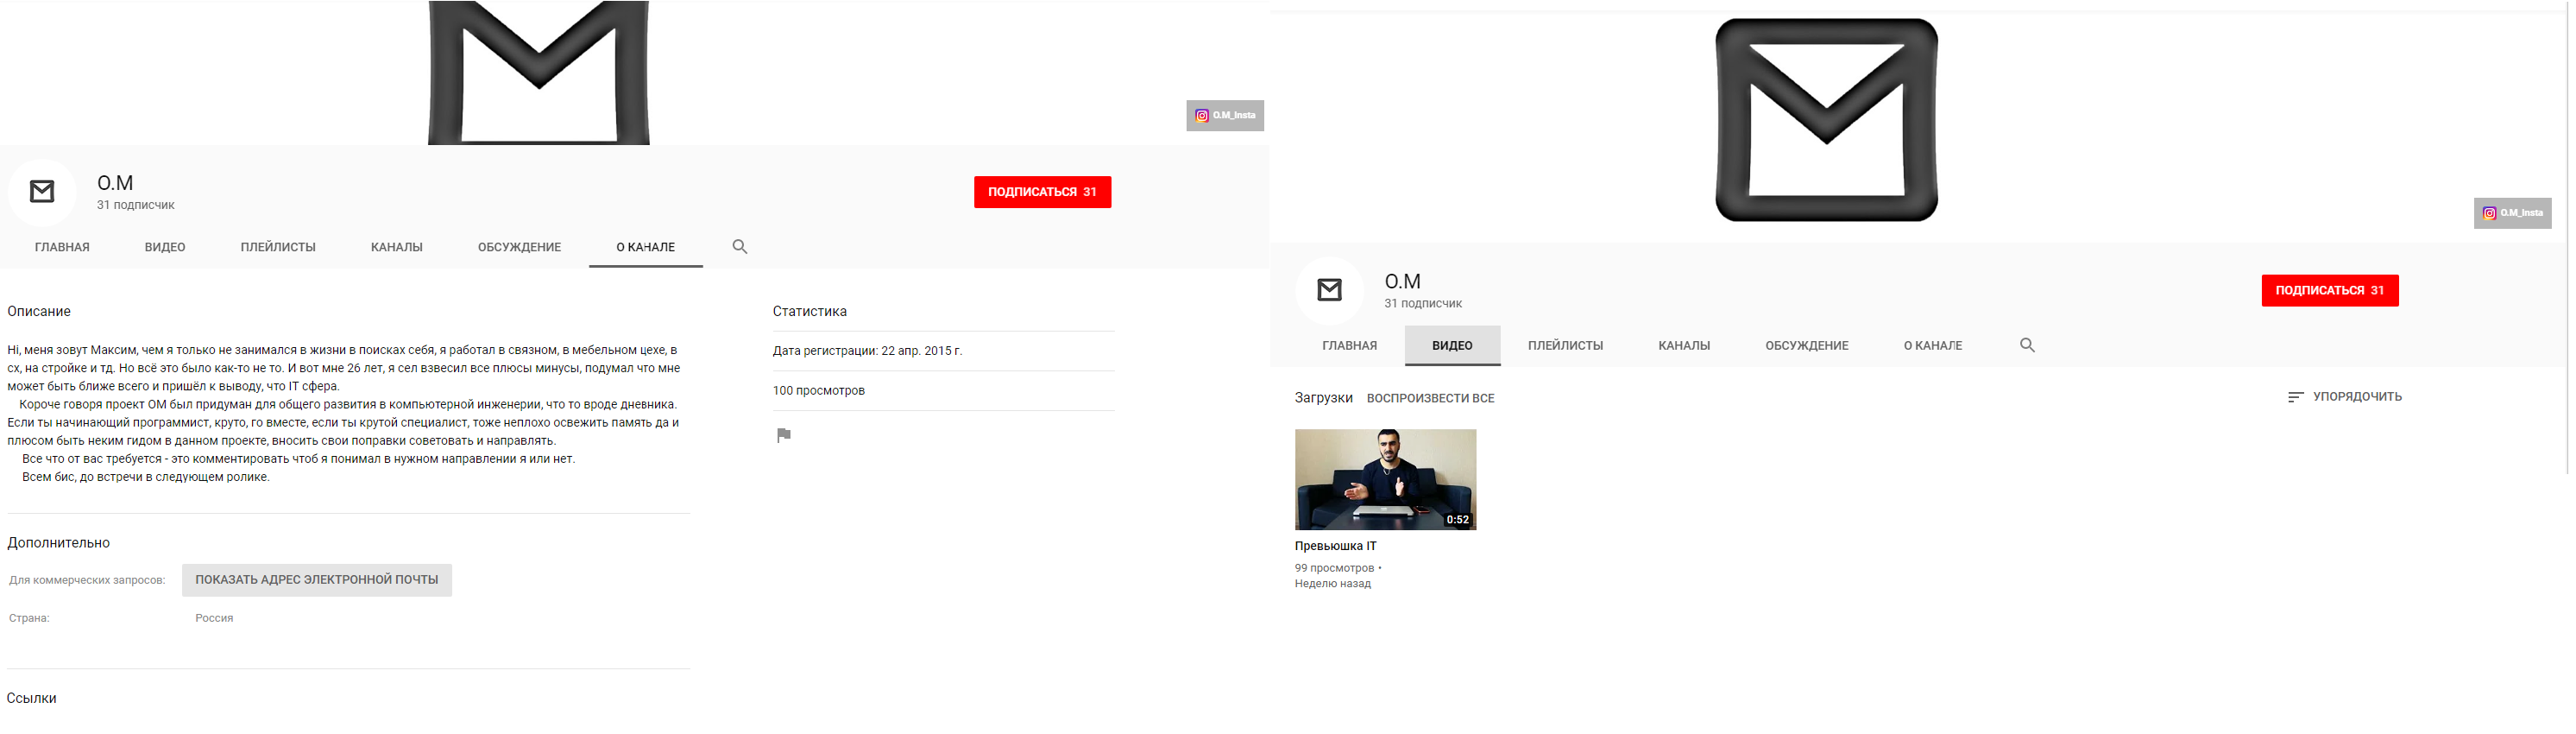 O.M_Insta
O.M
31 подписчик
ПОДПИСАТЬСЯ 31
ГЛАВНАЯ ВИДЕО ПЛЕЙЛИСТЫ КАНАЛЫ ОБСУЖДЕНИЕ О КАНАЛЕ
Описание
Hi, меня зовут Максим, чем я только не занимался в жизни в поисках себя, я работал в связном, в мебельном цехе, в
сх, на стройке и тд. Но всё это было как-то не то. И вот мне 26 лет, я сел взвесил все плюсы минусы, подумал что мне
может быть ближе всего и пришёл к выводу, что IT сфера.
Короче говоря проект ОМ был придуман для общего развития в компьютерной инженерии, что то вроде дневника.
Если ты начинающий программист, круто, го вместе, если ты крутой специалист, тоже неплохо освежить память да и
плюсом быть неким гидом в данном проекте, вносить свои поправки советовать и направлять.
Все что от вас требуется - это комментировать чтоб я понимал в нужном направлении я или нет.
Всем бис, до встречи в следующем ролике.
Дополнительно
Для коммерческих запросов: ПОКАЗАТЬ АДРЕС ЭЛЕКТРОННОЙ ПОЧТЫ
Страна: Россия
Ссылки
Статистика
Дата регистрации: 22 апр. 2015 г.
100 просмотров
O.M_Insta
O.M
31 подписчик
ПОДПИСАТЬСЯ 31
ГЛАВНАЯ ВИДЕО ПЛЕЙЛИСТЫ КАНАЛЫ ОБСУЖДЕНИЕ О КАНАЛЕ
Загрузки ВОСПРОИЗВЕСТИ ВСЕ
УПОРЯДОЧИТЬ
0:52
Превьюшка IT
99 просмотров •
Неделю назад